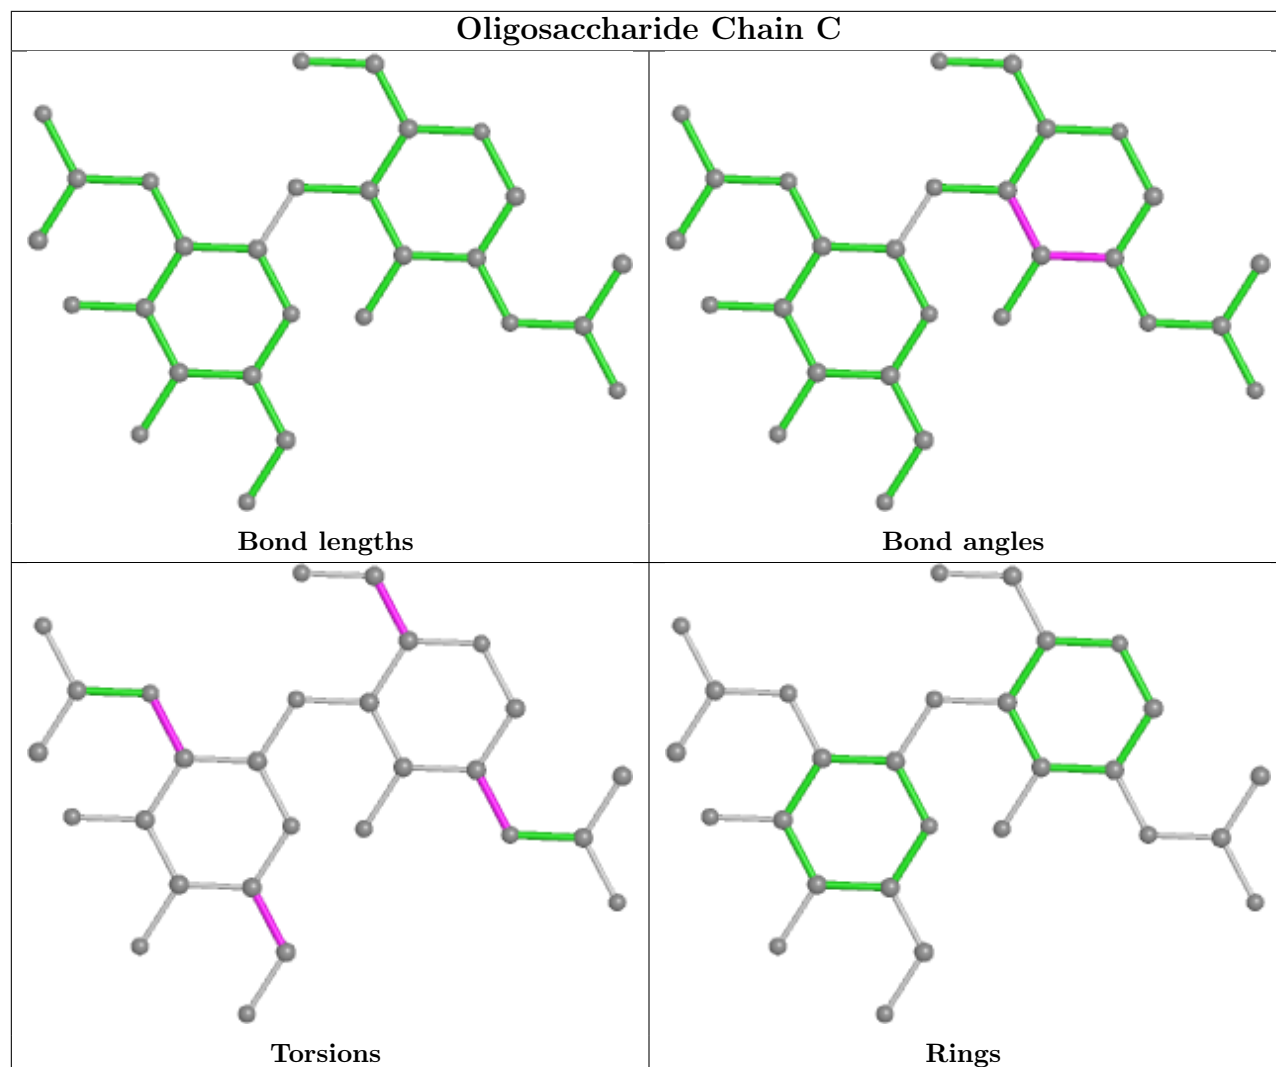 Oligosaccharide Chain C
Bond lengths
Bond angles
Torsions
Rings